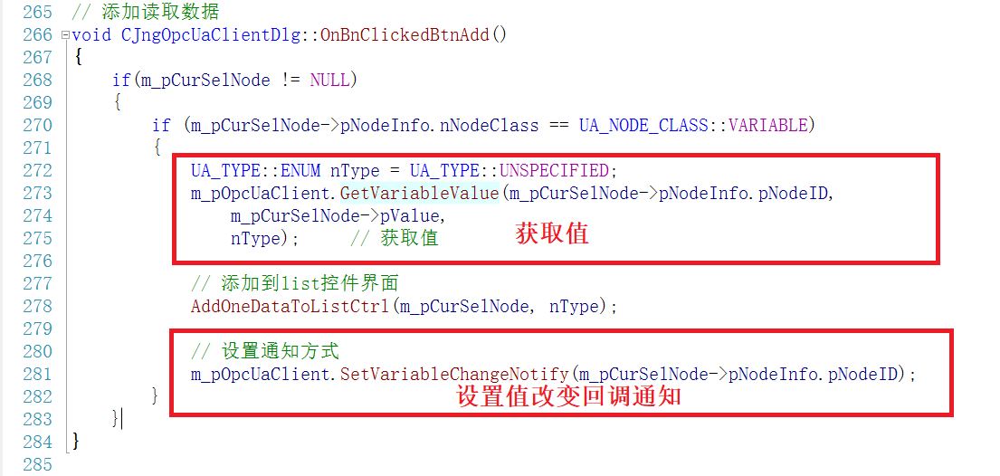 265 // 添加读取数据
266 void CJngOpcUaClientDlg::OnBnClickedBtnAdd()
267 {
268 if(m_pCurSelNode != NULL)
269 {
270 if (m_pCurSelNode->pNodeInfo.nNodeClass == UA_NODE_CLASS::VARIABLE)
271 {
272 UA_TYPE::ENUM nType = UA_TYPE::UNSPECIFIED;
273 m_pOpcUaClient.GetVariableValue(m_pCurSelNode->pNodeInfo.pNodeID,
274 m_pCurSelNode->pValue,
275 nType); // 获取值 获取值
276
277 // 添加到list控件界面
278 AddOneDataToListCtrl(m_pCurSelNode, nType);
279
280 // 设置通知方式
281 m_pOpcUaClient.SetVariableChangeNotify(m_pCurSelNode->pNodeInfo.pNodeID);
282 } 设置值改变回调通知
283 }
284 }
285